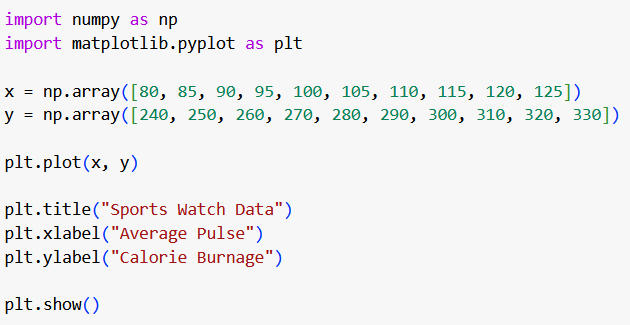 import numpy as np
import matplotlib.pyplot as plt
x = np.array([80, 85, 90, 95, 100, 105, 110, 115, 120, 125])
y = np.array([240, 250, 260, 270, 280, 290, 300, 310, 320, 330])
plt.plot(x, y)
plt.title("Sports Watch Data")
plt.xlabel("Average Pulse")
plt.ylabel("Calorie Burnage")
plt.show()